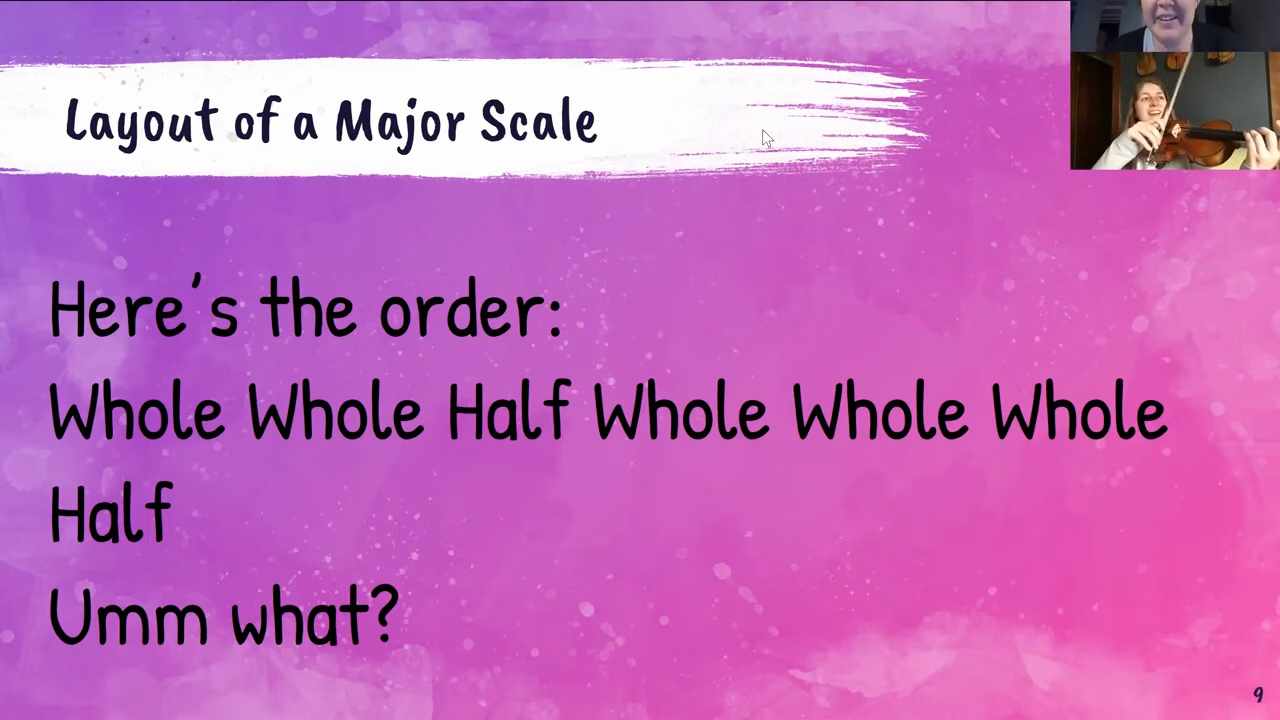 Layout of a Major Scale
Here's the order:
Whole Whole Half Whole Whole Whole
Half
Umm what?
9